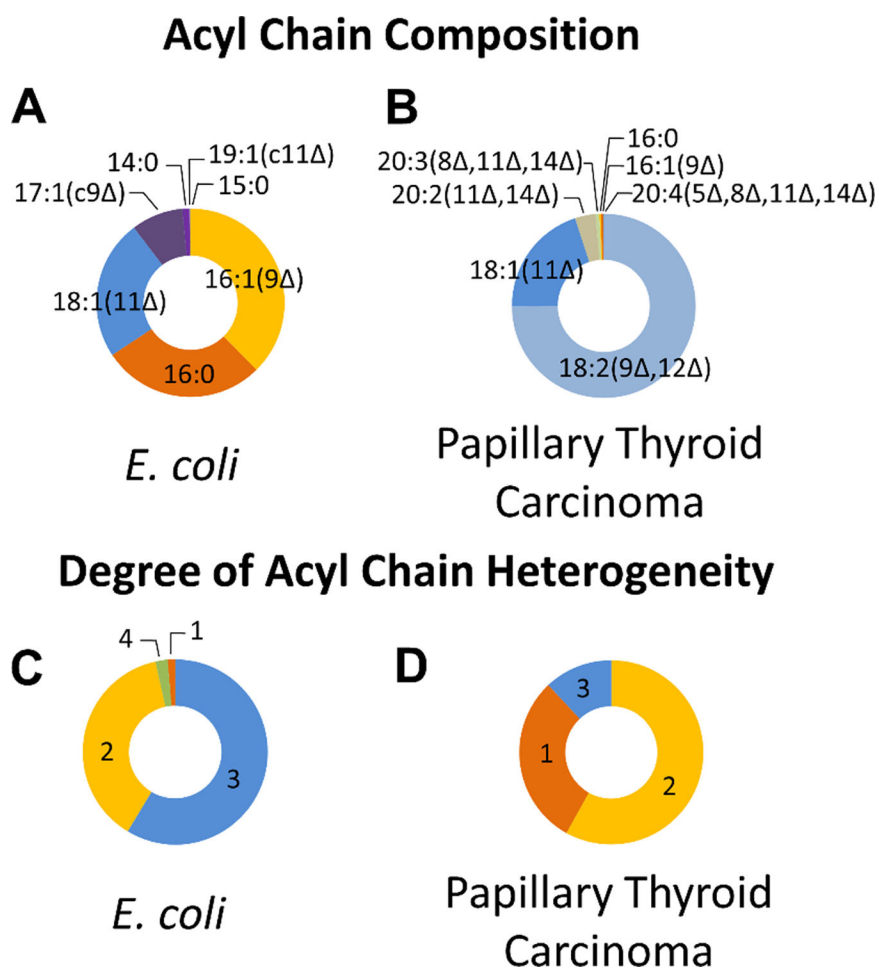 Acyl Chain Composition
A
14:0
19:1(c11Δ)
15:0
17:1(c9Δ)
16:1(9Δ)
18:1(11Δ)
16:0
E. coli
B
16:0
20:3(8Δ,11Δ,14Δ)
16:1(9Δ)
20:2(11Δ,14Δ)
20:4(5Δ,8Δ,11Δ,14Δ)
18:1(11Δ)
18:2(9Δ,12Δ)
Papillary Thyroid
Carcinoma
Degree of Acyl Chain Heterogeneity
C
4
1
2
3
E. coli
D
3
1
2
Papillary Thyroid
Carcinoma